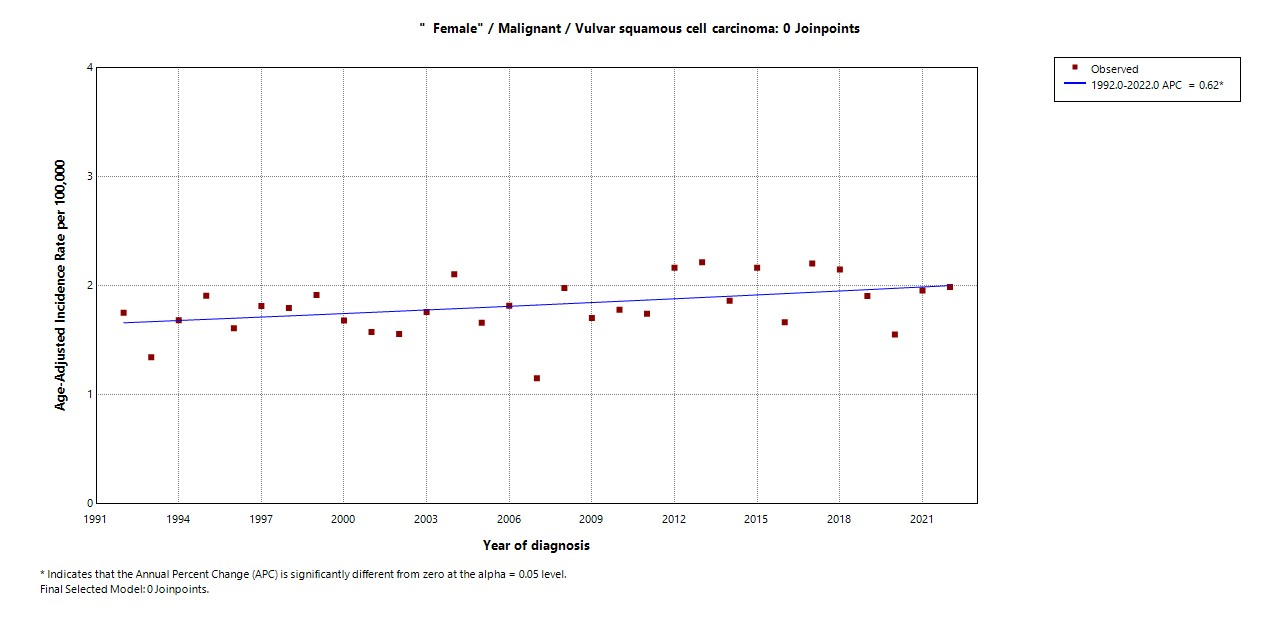 " Female" / Malignant / Vulvar squamous cell carcinoma: 0 Joinpoints
Observed
1992.0-2022.0 APC = 0.62*
Age-Adjusted Incidence Rate per 100,000
4
3
2
1
0
1991 1994 1997 2000 2003 2006 2009 2012 2015 2018 2021
Year of diagnosis
* Indicates that the Annual Percent Change (APC) is significantly different from zero at the alpha = 0.05 level.
Final Selected Model: 0 Joinpoints.